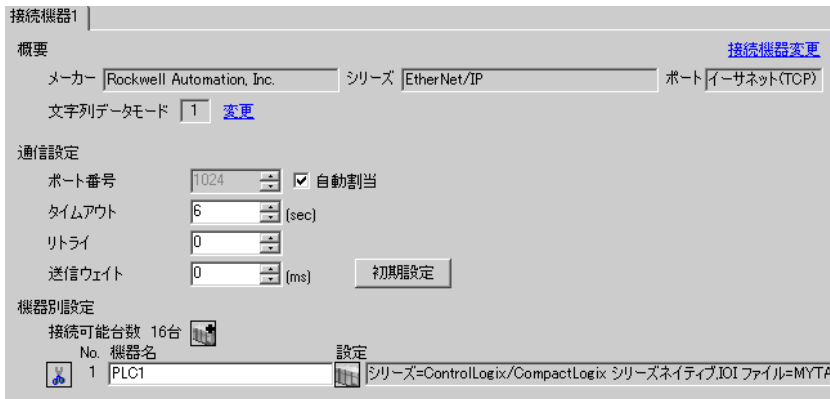 接続機器1
概要 接続機器変更
メーカー Rockwell Automation, Inc. シリーズ EtherNet/IP ポート イーサネット(TCP)
文字列データモード 1 変更
通信設定
ポート番号 1024 自動割当
タイムアウト 6 (sec)
リトライ 0
送信ウェイト 0 (ms) 初期設定
機器別設定
接続可能台数 16台
No. 機器名 設定
1 PLC1 シリーズ=ControlLogix/CompactLogix シリーズネイティブ,IOI ファイル=MYTA